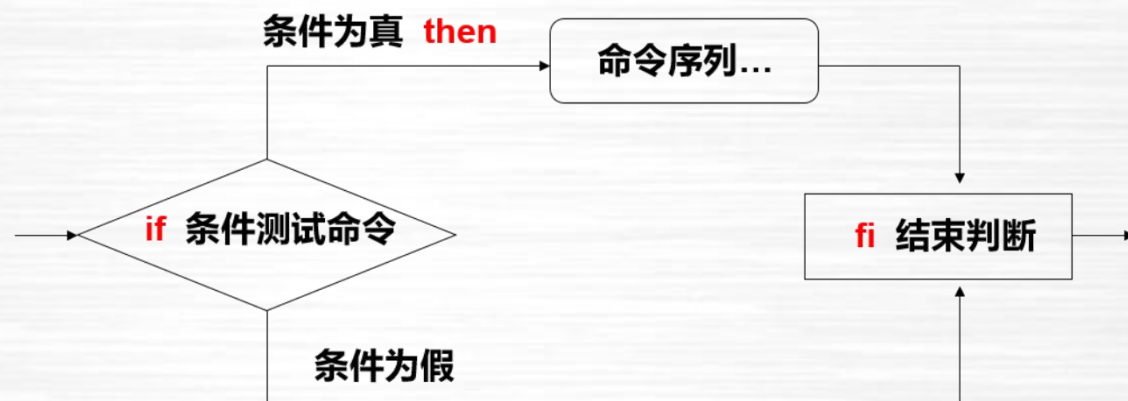 条件为真 then
命令序列...
if 条件测试命令
fi 结束判断
条件为假